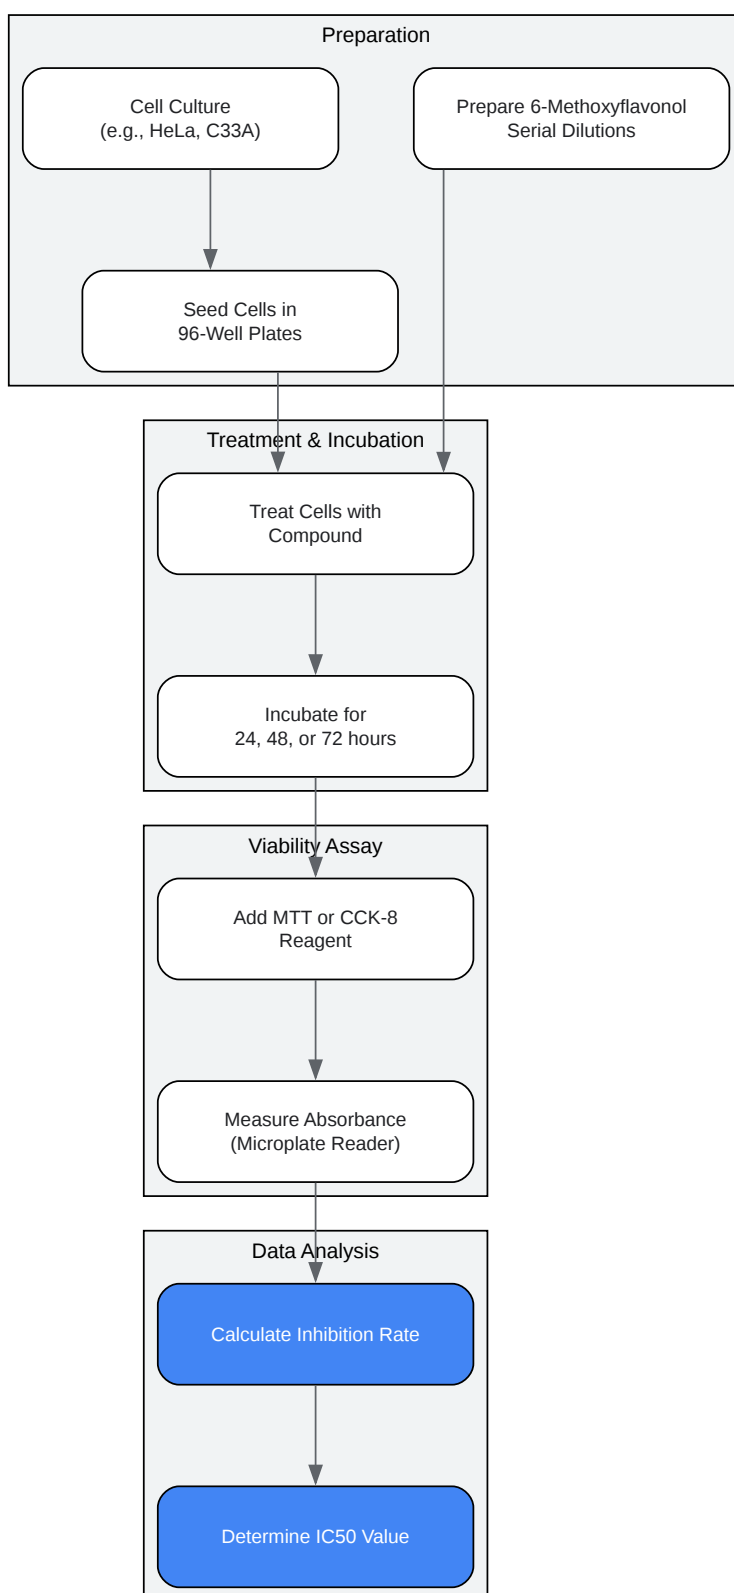 Preparation
Cell Culture
(e.g., HeLa, C33A)
Prepare 6-Methoxyflavonol
Serial Dilutions
Seed Cells in
96-Well Plates
Treatment & Incubation
Treat Cells with
Compound
Incubate for
24, 48, or 72 hours
Viability Assay
Add MTT or CCK-8
Reagent
Measure Absorbance
(Microplate Reader)
Data Analysis
Calculate Inhibition Rate
Determine IC50 Value